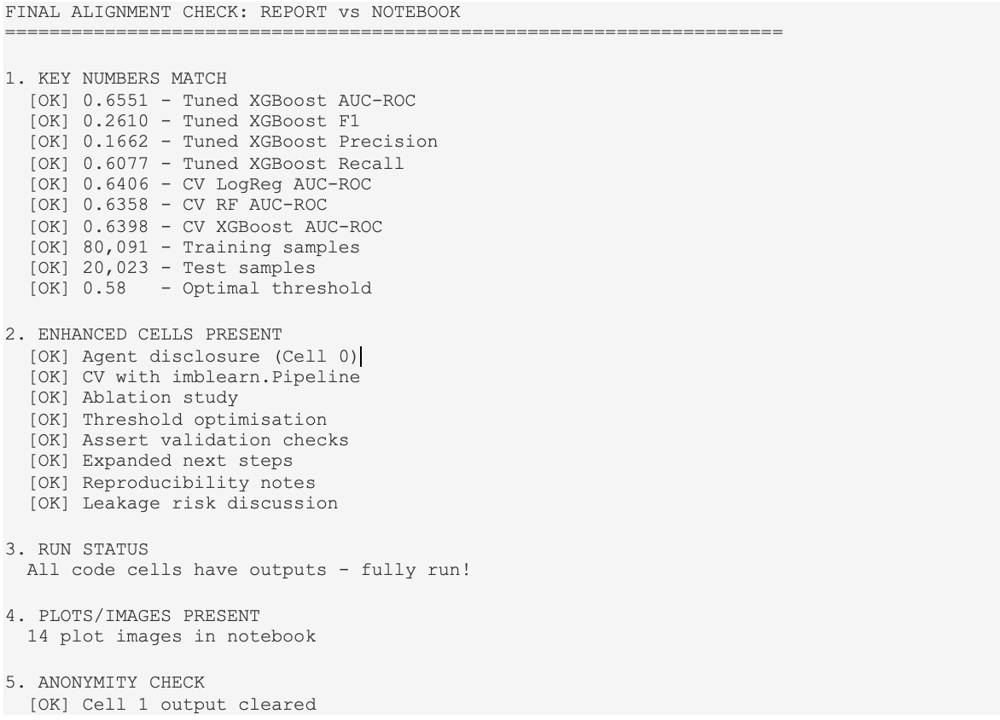 FINAL ALIGNMENT CHECK: REPORT vs NOTEBOOK
======================================================================
1. KEY NUMBERS MATCH
[OK] 0.6551 - Tuned XGBoost AUC-ROC
[OK] 0.2610 - Tuned XGBoost F1
[OK] 0.1662 - Tuned XGBoost Precision
[OK] 0.6077 - Tuned XGBoost Recall
[OK] 0.6406 - CV LogReg AUC-ROC
[OK] 0.6358 - CV RF AUC-ROC
[OK] 0.6398 - CV XGBoost AUC-ROC
[OK] 80,091 - Training samples
[OK] 20,023 - Test samples
[OK] 0.58   - Optimal threshold
2. ENHANCED CELLS PRESENT
[OK] Agent disclosure (Cell 0)
[OK] CV with imblearn.Pipeline
[OK] Ablation study
[OK] Threshold optimisation
[OK] Assert validation checks
[OK] Expanded next steps
[OK] Reproducibility notes
[OK] Leakage risk discussion
3. RUN STATUS
All code cells have outputs - fully run!
4. PLOTS/IMAGES PRESENT
14 plot images in notebook
5. ANONYMITY CHECK
[OK] Cell 1 output cleared